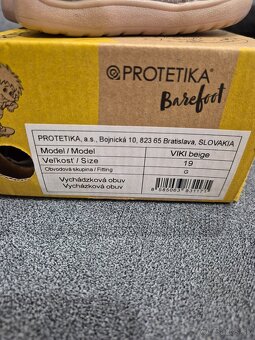 PROTETIKA®
Barefoot
PROTETIKA, a.s., Bojnická 10, 823 65 Bratislava, SLOVAKIA
Model / Model VIKI beige
Veľkosť / Size 19
Obvodová skupina / Fitting G
Vychádzková obuv
Vycházková obuv